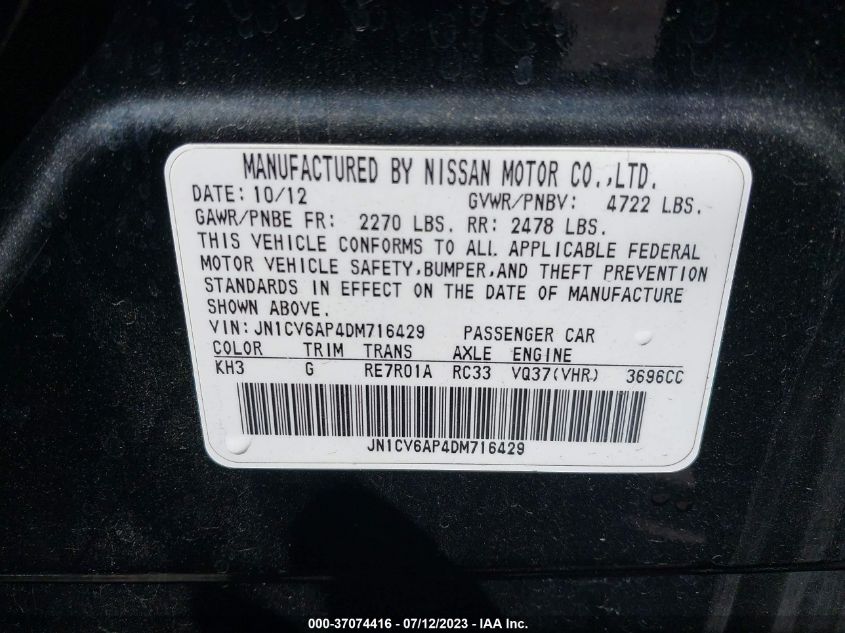 MANUFACTURED BY NISSAN MOTOR CO.,LTD.
DATE: 10/12 GVWR/PNBV: 4722 LBS.
GAWR/PNBE FR: 2270 LBS. RR: 2478 LBS.
THIS VEHICLE CONFORMS TO ALL APPLICABLE FEDERAL
MOTOR VEHICLE SAFETY,BUMPER,AND THEFT PREVENTION
STANDARDS IN EFFECT ON THE DATE OF MANUFACTURE
SHOWN ABOVE.
VIN: JN1CV6AP4DM716429 PASSENGER CAR
COLOR TRIM TRANS AXLE ENGINE
KH3 G RE7R01A RC33 VQ37(VHR) 3696CC
JN1CV6AP4DM716429
000-37074416 - 07/12/2023 - IAA Inc.